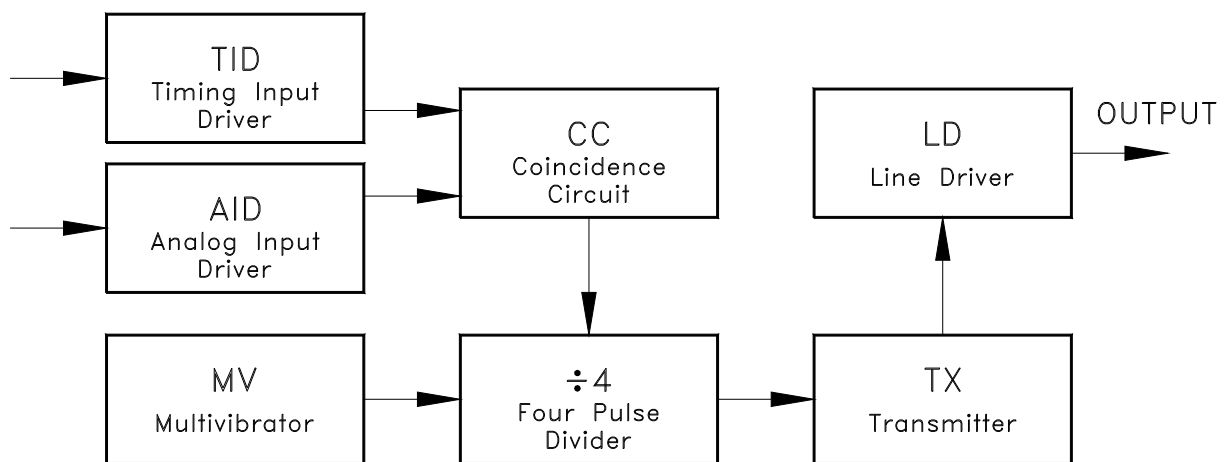 TID
Timing Input
Driver
AID
Analog Input
Driver
CC
Coincidence
Circuit
LD
Line Driver
OUTPUT
MV
Multivibrator
÷4
Four Pulse
Divider
TX
Transmitter